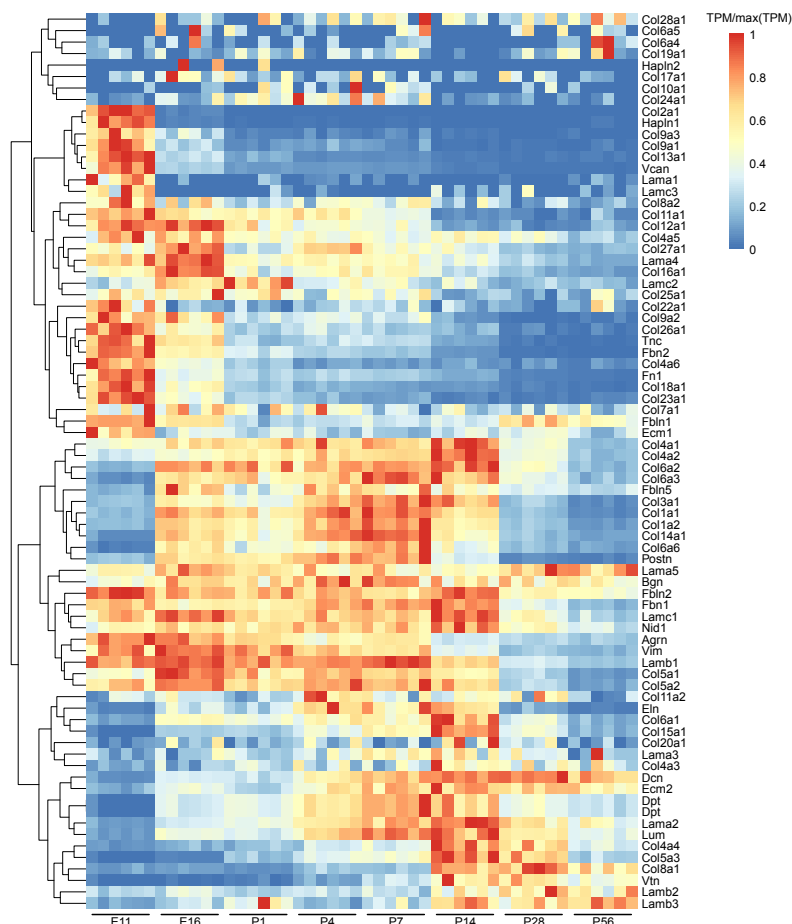 TPM/max(TPM)
1
0.8
0.6
0.4
0.2
0
Col28a1
Col6a5
Col6a4
Col19a1
Hapln2
Col17a1
Col10a1
Col24a1
Col2a1
Hapln1
Col9a3
Col9a1
Col13a1
Vcan
Lama1
Lamc3
Col8a2
Col11a1
Col12a1
Col4a5
Col27a1
Lama4
Col16a1
Lamc2
Col25a1
Col22a1
Col9a2
Col26a1
Tnc
Fbn2
Col4a6
Fn1
Col18a1
Col23a1
Col7a1
Fbln1
Ecm1
Col4a1
Col4a2
Col6a2
Col6a3
Fbln5
Col3a1
Col1a1
Col1a2
Col14a1
Col6a6
Postn
Lama5
Bgn
Fbln2
Fbn1
Lamc1
Nid1
Agrn
Vim
Lamb1
Col5a1
Col5a2
Col11a2
Eln
Col6a1
Col15a1
Col20a1
Lama3
Col4a3
Dcn
Ecm2
Dpt
Dpt
Lama2
Lum
Col4a4
Col5a3
Col8a1
Vtn
Lamb2
Lamb3
E11 E16 P1 P4 P7 P14 P28 P56